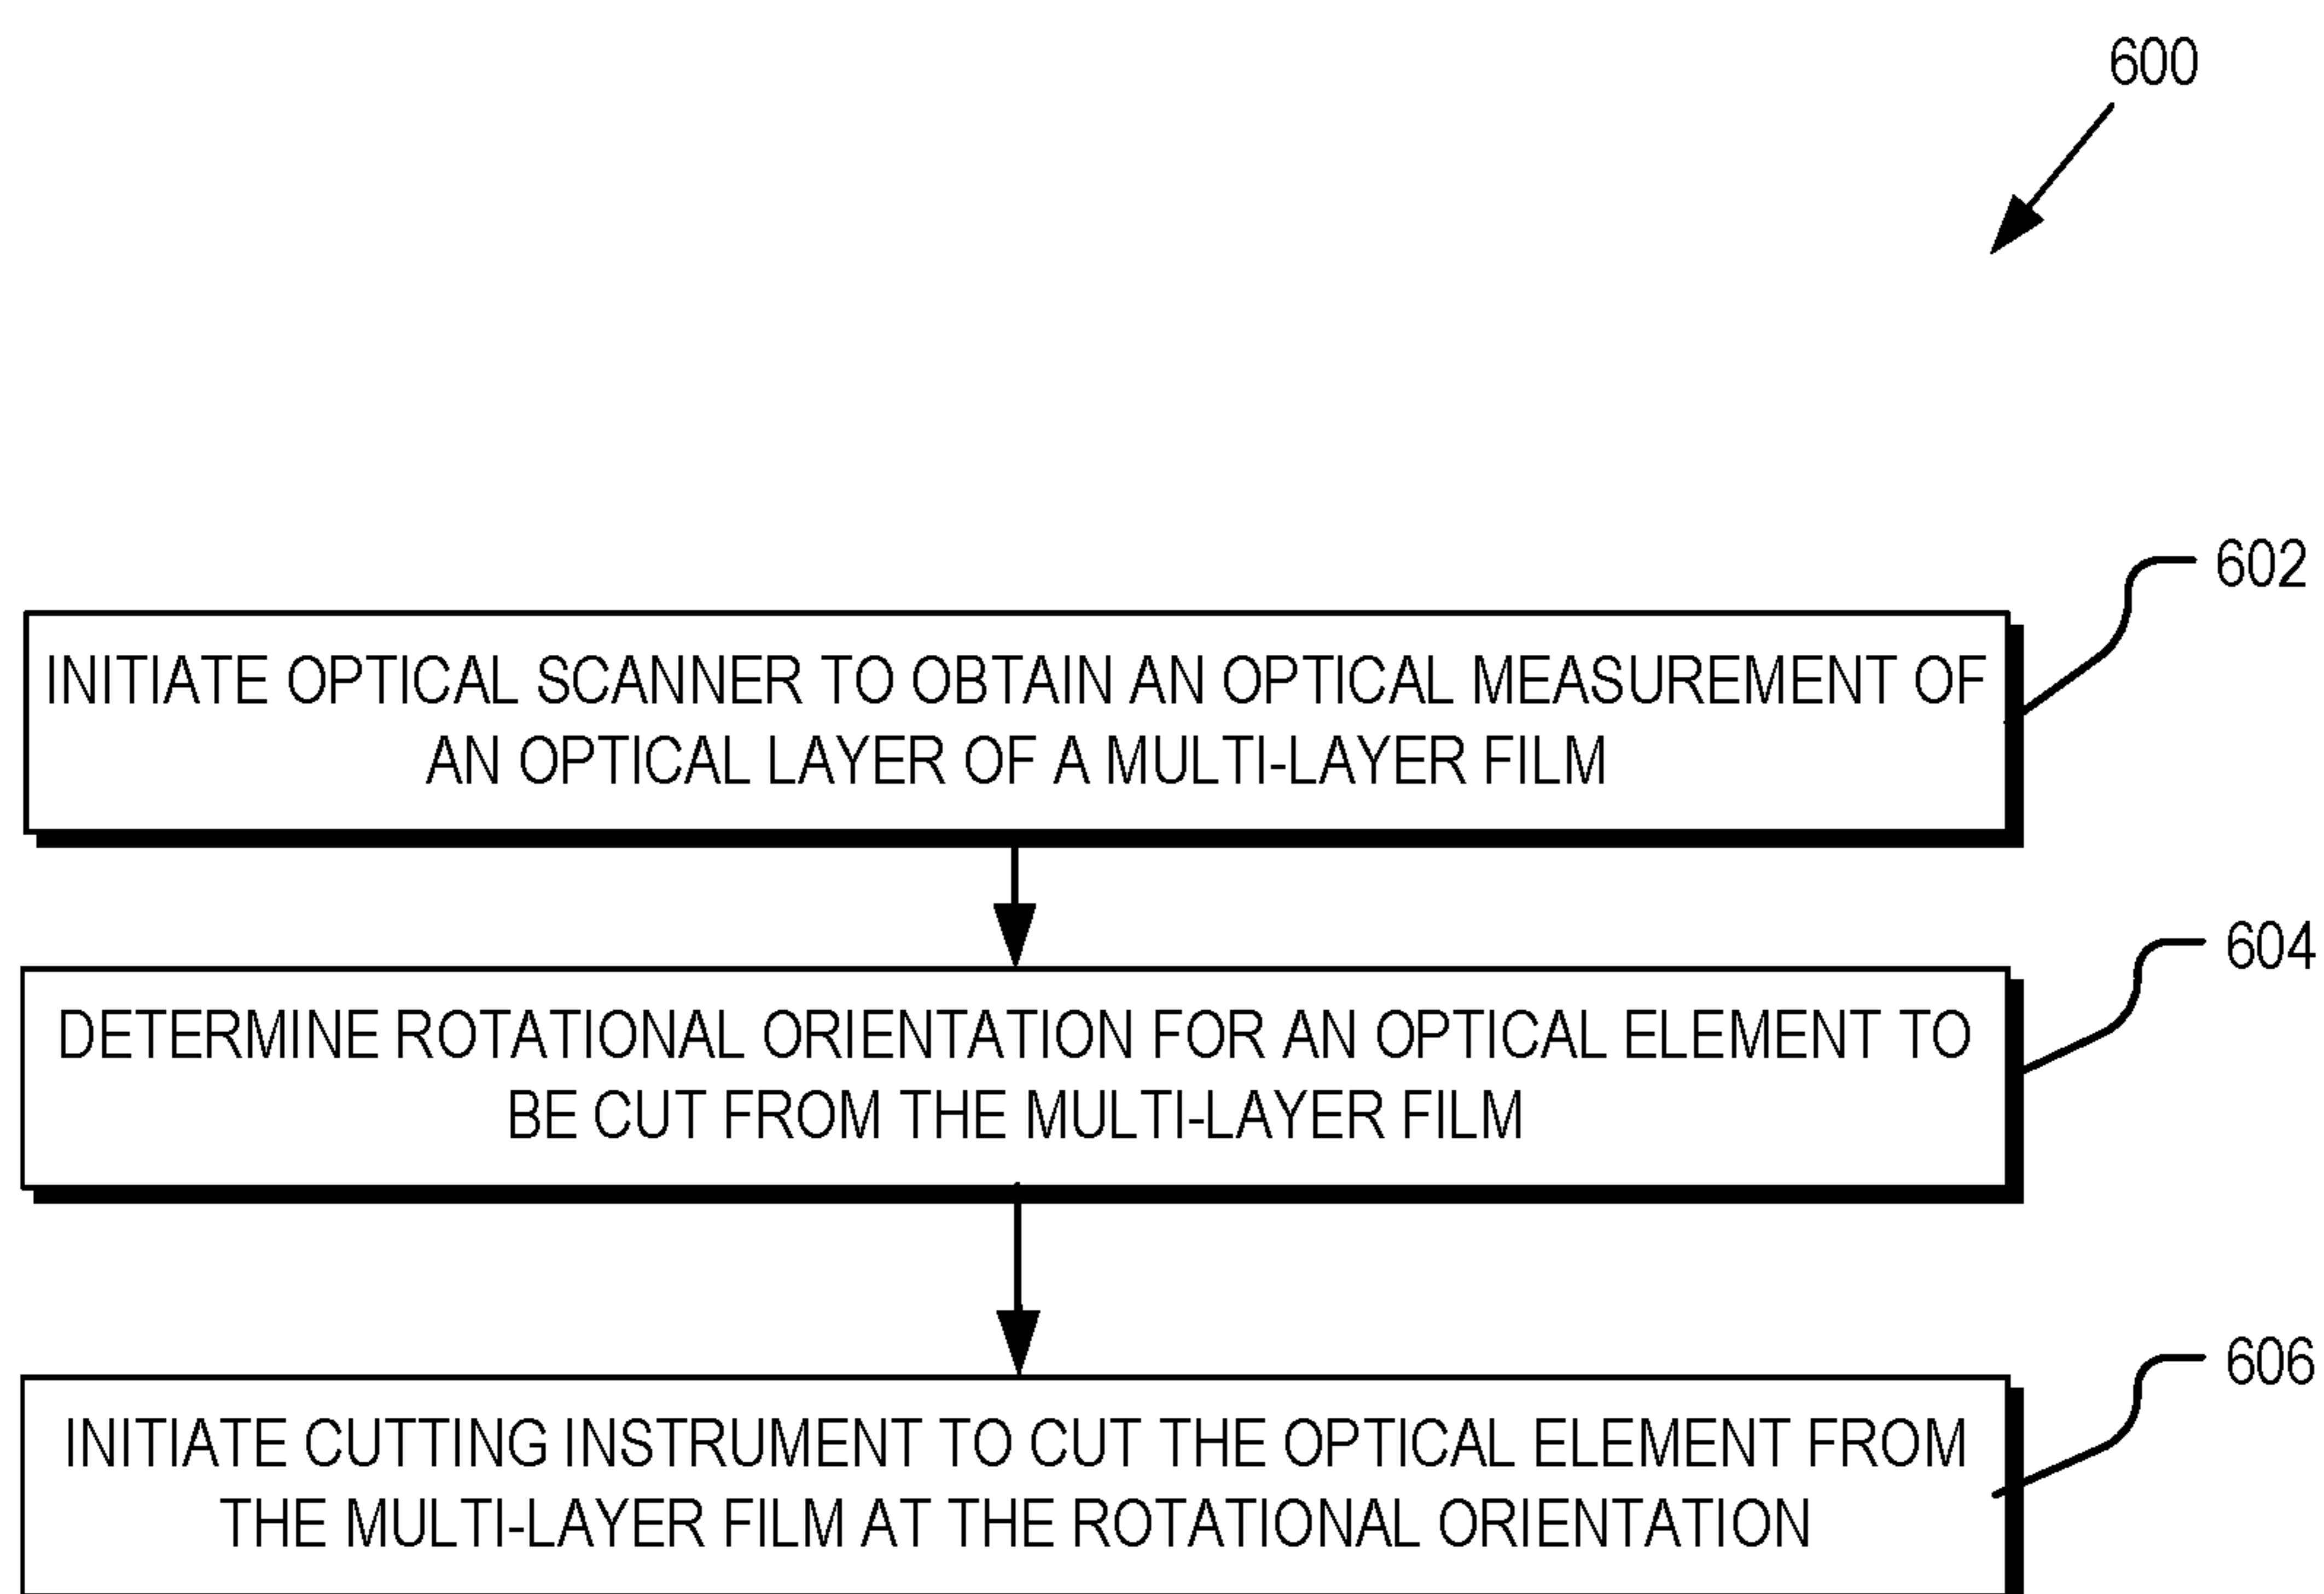 600
602
INITIATE OPTICAL SCANNER TO OBTAIN AN OPTICAL MEASUREMENT OF
AN OPTICAL LAYER OF A MULTI-LAYER FILM
604
DETERMINE ROTATIONAL ORIENTATION FOR AN OPTICAL ELEMENT TO
BE CUT FROM THE MULTI-LAYER FILM
606
INITIATE CUTTING INSTRUMENT TO CUT THE OPTICAL ELEMENT FROM
THE MULTI-LAYER FILM AT THE ROTATIONAL ORIENTATION